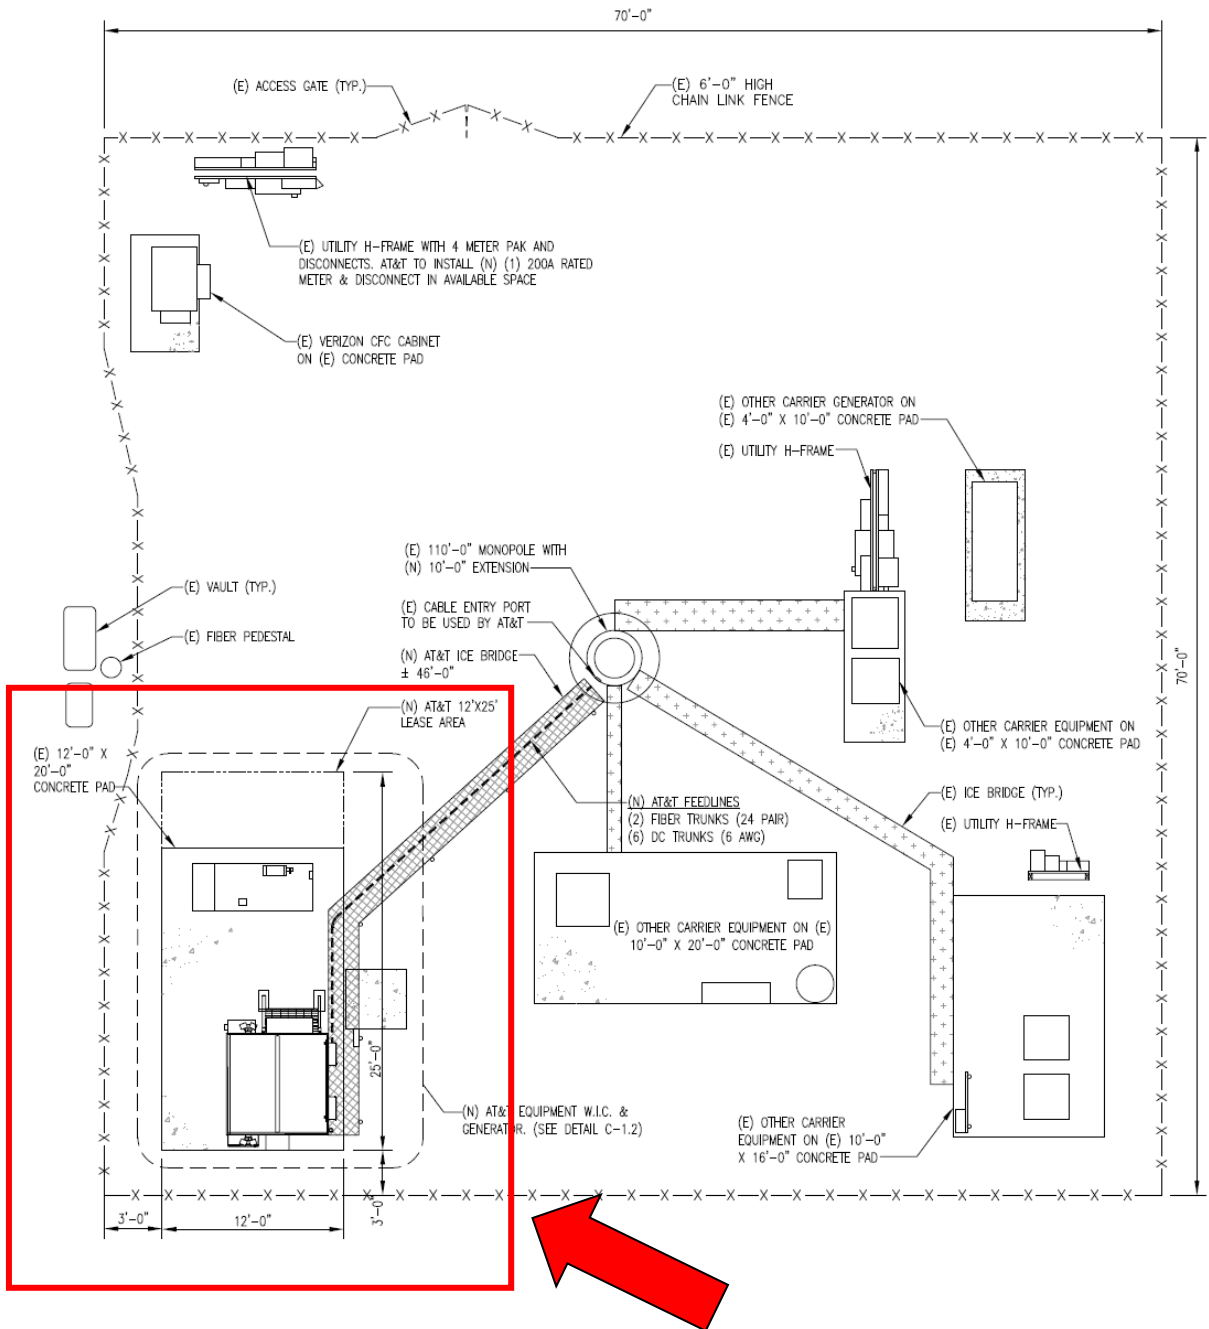 70'-0"
(E) ACCESS GATE (TYP.)
(E) 6'-0" HIGH
CHAIN LINK FENCE
(E) UTILITY H-FRAME WITH 4 METER PAK AND
DISCONNECTS. AT&T TO INSTALL (N) (1) 200A RATED
METER & DISCONNECT IN AVAILABLE SPACE
(E) VERIZON CFC CABINET
ON (E) CONCRETE PAD
(E) OTHER CARRIER GENERATOR ON
(E) 4'-0" X 10'-0" CONCRETE PAD
(E) UTILITY H-FRAME
(E) 110'-0" MONOPOLE WITH
(N) 10'-0" EXTENSION
(E) VAULT (TYP.)
(E) CABLE ENTRY PORT
TO BE USED BY AT&T
(E) FIBER PEDESTAL
(N) AT&T ICE BRIDGE
± 46'-0"
70'-0"
(N) AT&T 12'X25'
LEASE AREA
(E) OTHER CARRIER EQUIPMENT ON
(E) 4'-0" X 10'-0" CONCRETE PAD
(E) 12'-0" X
20'-0"
CONCRETE PAD
(N) AT&T FEEDLINES
(2) FIBER TRUNKS (24 PAIR)
(6) DC TRUNKS (6 AWG)
(E) ICE BRIDGE (TYP.)
(E) UTILITY H-FRAME
(E) OTHER CARRIER EQUIPMENT ON (E)
10'-0" X 20'-0" CONCRETE PAD
25'-0"
(N) AT&T EQUIPMENT W.I.C. &
GENERATOR. (SEE DETAIL C-1.2)
(E) OTHER CARRIER
EQUIPMENT ON (E) 10'-0"
X 16'-0" CONCRETE PAD
3'-0"
12'-0"
3'-0"